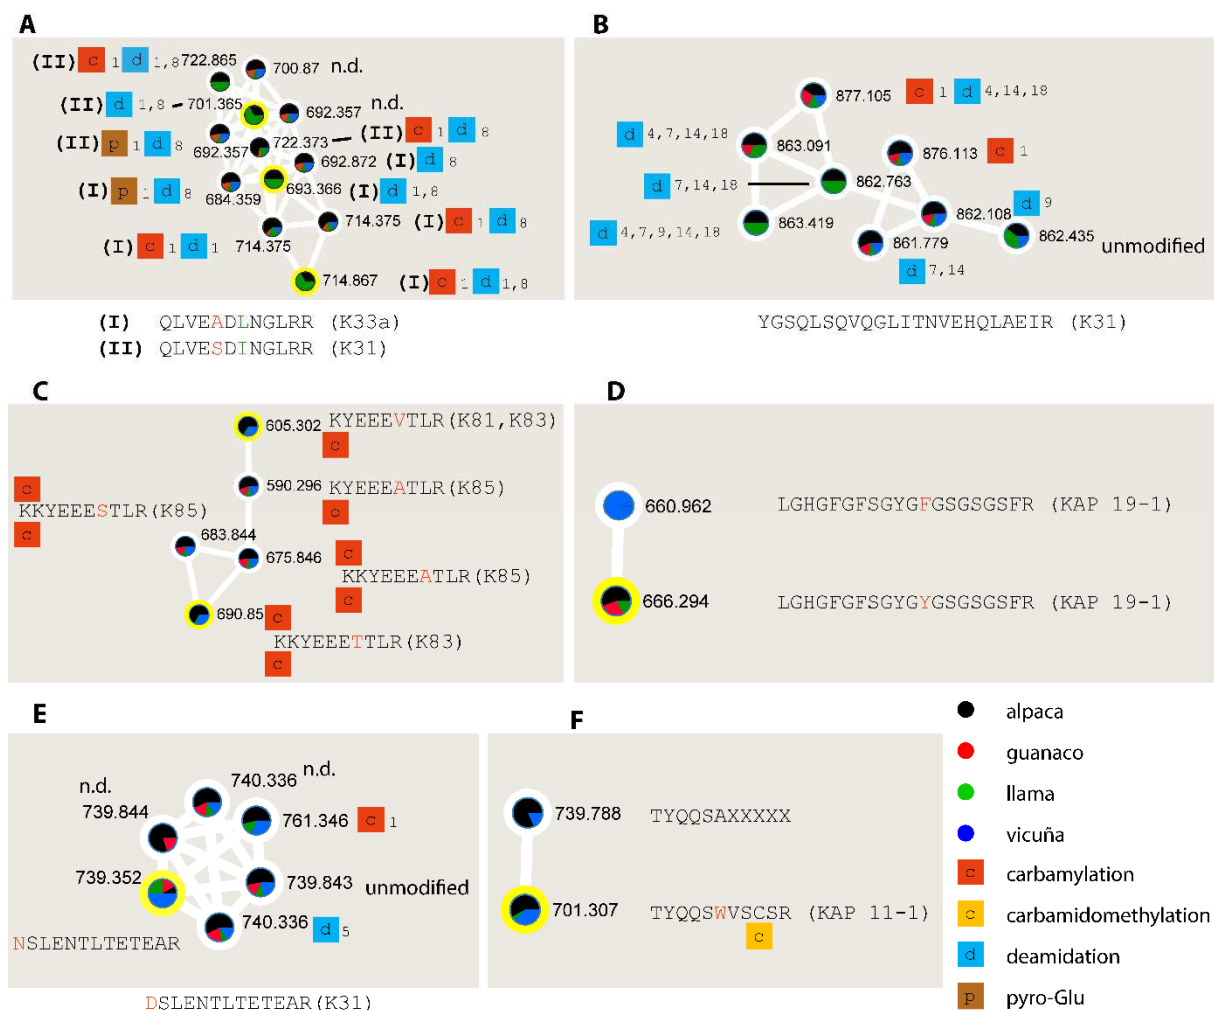 A
(II) c 1 d 1,8 722.865
700.87 n.d.
(II) d 1,8 701.365
692.357 n.d.
(II) p 1 d 8 692.357
722.373 (II) c 1 d 8
692.872 (I) d 8
(I) p 1 d 8 684.359
693.366 (I) d 1,8
714.375 (I) c 1 d 8
(I) c 1 d 1 714.375
714.867 (I) c 1 d 1,8
(I) QLVEADLNGLRR (K33a)
(II) QLVESDINGLRR (K31)
B
877.105 c 1 d 4,14,18
d 4,7,14,18 863.091
876.113 c 1
d 7,14,18 862.763
d 9
862.108
d 4,7,9,14,18 863.419
862.435
861.779
unmodified
d 7,14
YGSQLSQVQGLITNVEHQLAEIR (K31)
C
605.302 KYEEEVTLR(K81,K83)
c
590.296 KYEEEATLR(K85)
c
c
KKYEEESTLR(K85)
c
683.844
675.846
c
KKYEEEATLR(K85)
c
690.85
c
KKYEEETTLR(K83)
c
D
660.962 LGHGFGFSGYGFGSGSGSFR (KAP 19-1)
666.294 LGHGFGFSGYGYGSGSGSFR (KAP 19-1)
E
n.d.
739.844
740.336 n.d.
761.346 c 1
739.352
739.843 unmodified
740.336 d 5
NSLENTLTETEAR
DSLENTLTETEAR(K31)
F
739.788 TYQQSAXXXXX
701.307 TYQQSWVSCSR (KAP 11-1)
c
alpaca
guanaco
llama
vicuña
c carbamylation
c carbamidomethylation
d deamidation
p pyro-Glu